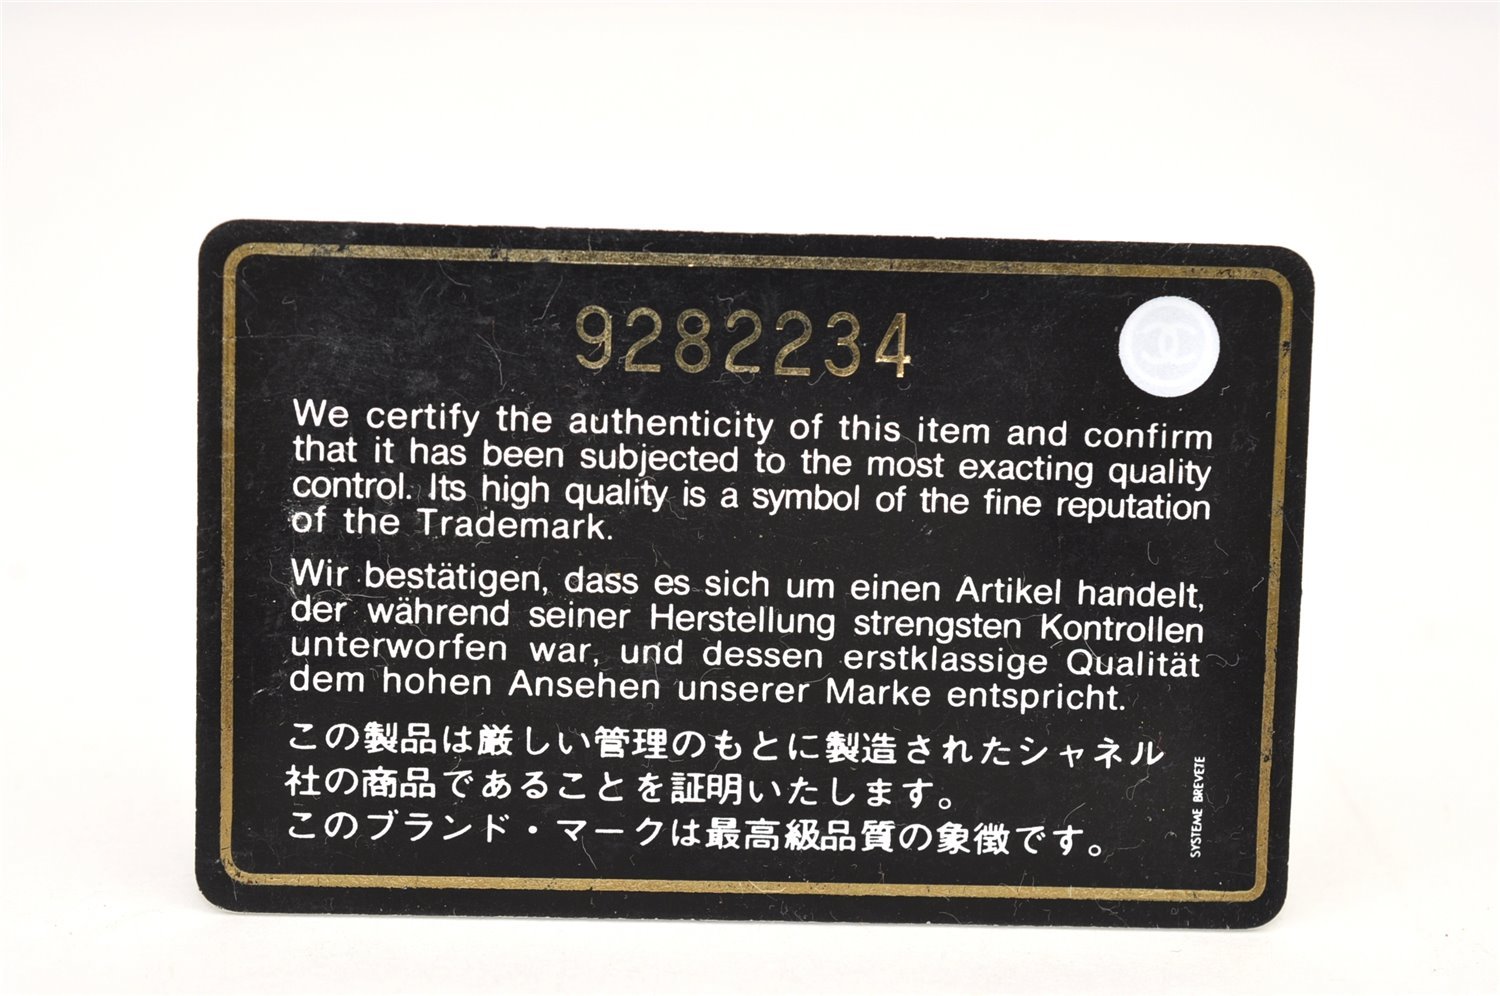 9282234
We certify the authenticity of this item and confirm
that it has been subjected to the most exacting quality
control. Its high quality is a symbol of the fine reputation
of the Trademark.
Wir bestätigen, dass es sich um einen Artikel handelt,
der während seiner Herstellung strengsten Kontrollen
unterworfen war, und dessen erstklassige Qualität
dem hohen Ansehen unserer Marke entspricht.
この製品は厳しい管理のもとに製造されたシャネル
社の商品であることを証明いたします。
このブランド・マークは最高級品質の象徴です。
SYSTEME BREVETE